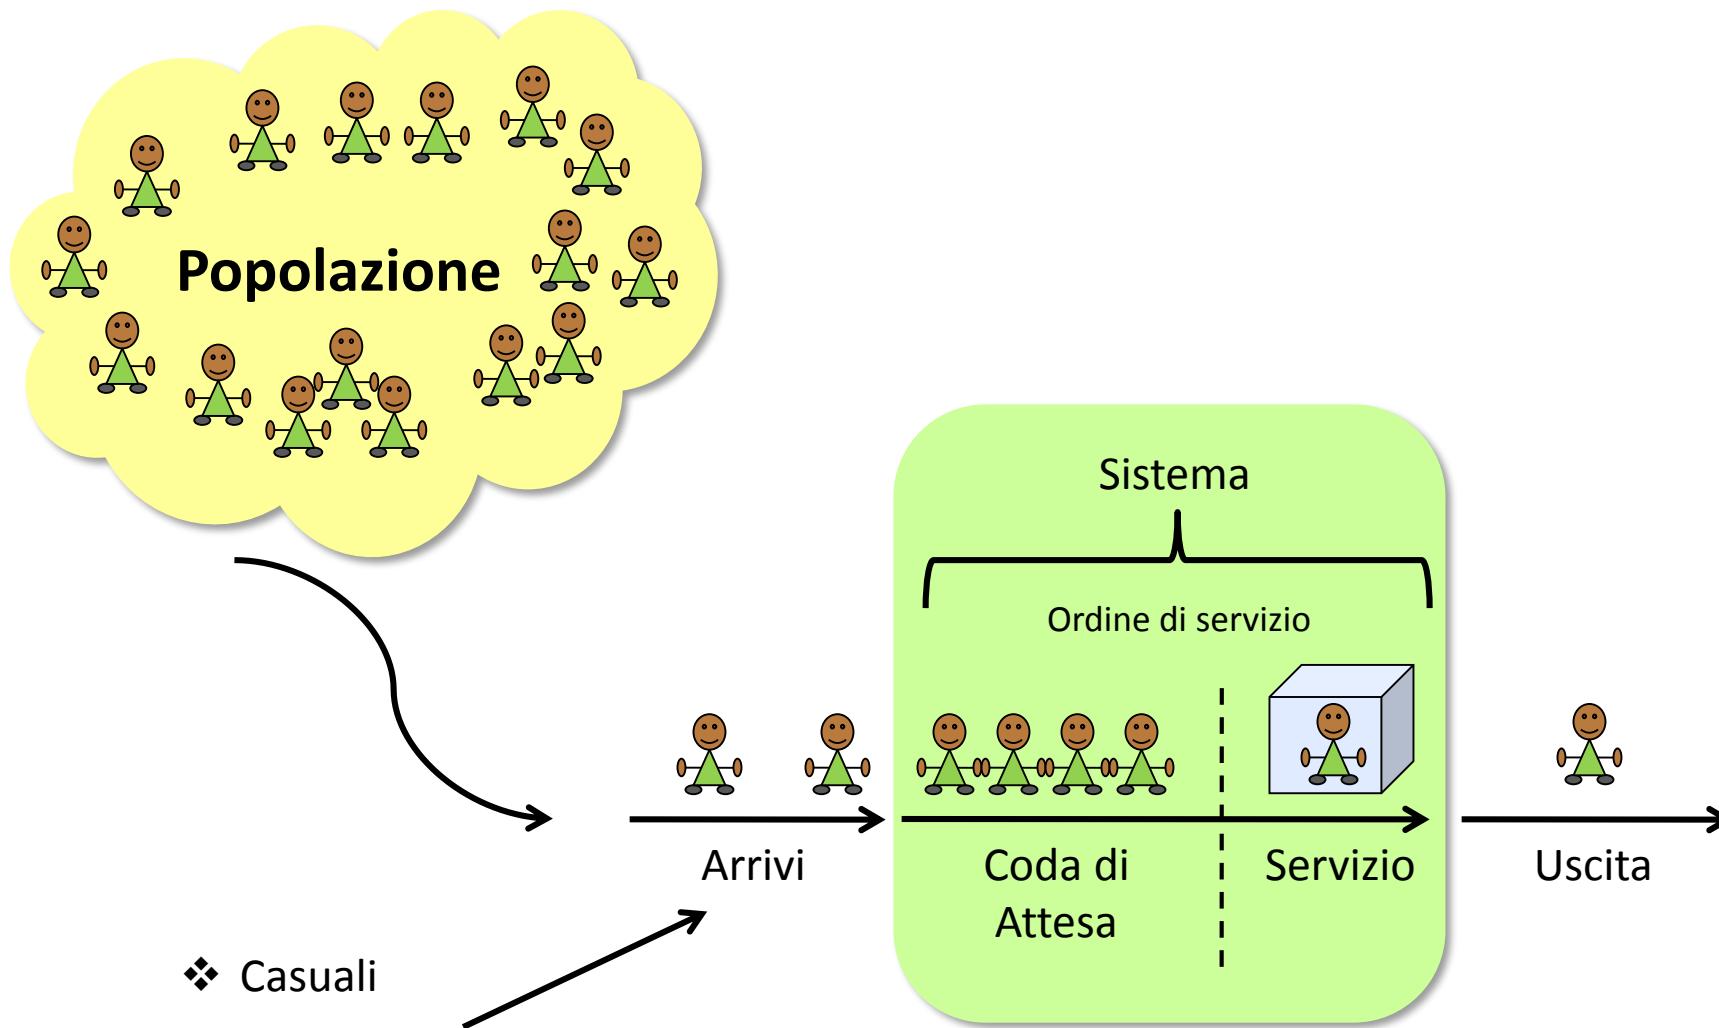 Popolazione
Sistema
Ordine di servizio
Arrivi
Coda di
Attesa
Servizio
Uscita
❖ Casuali